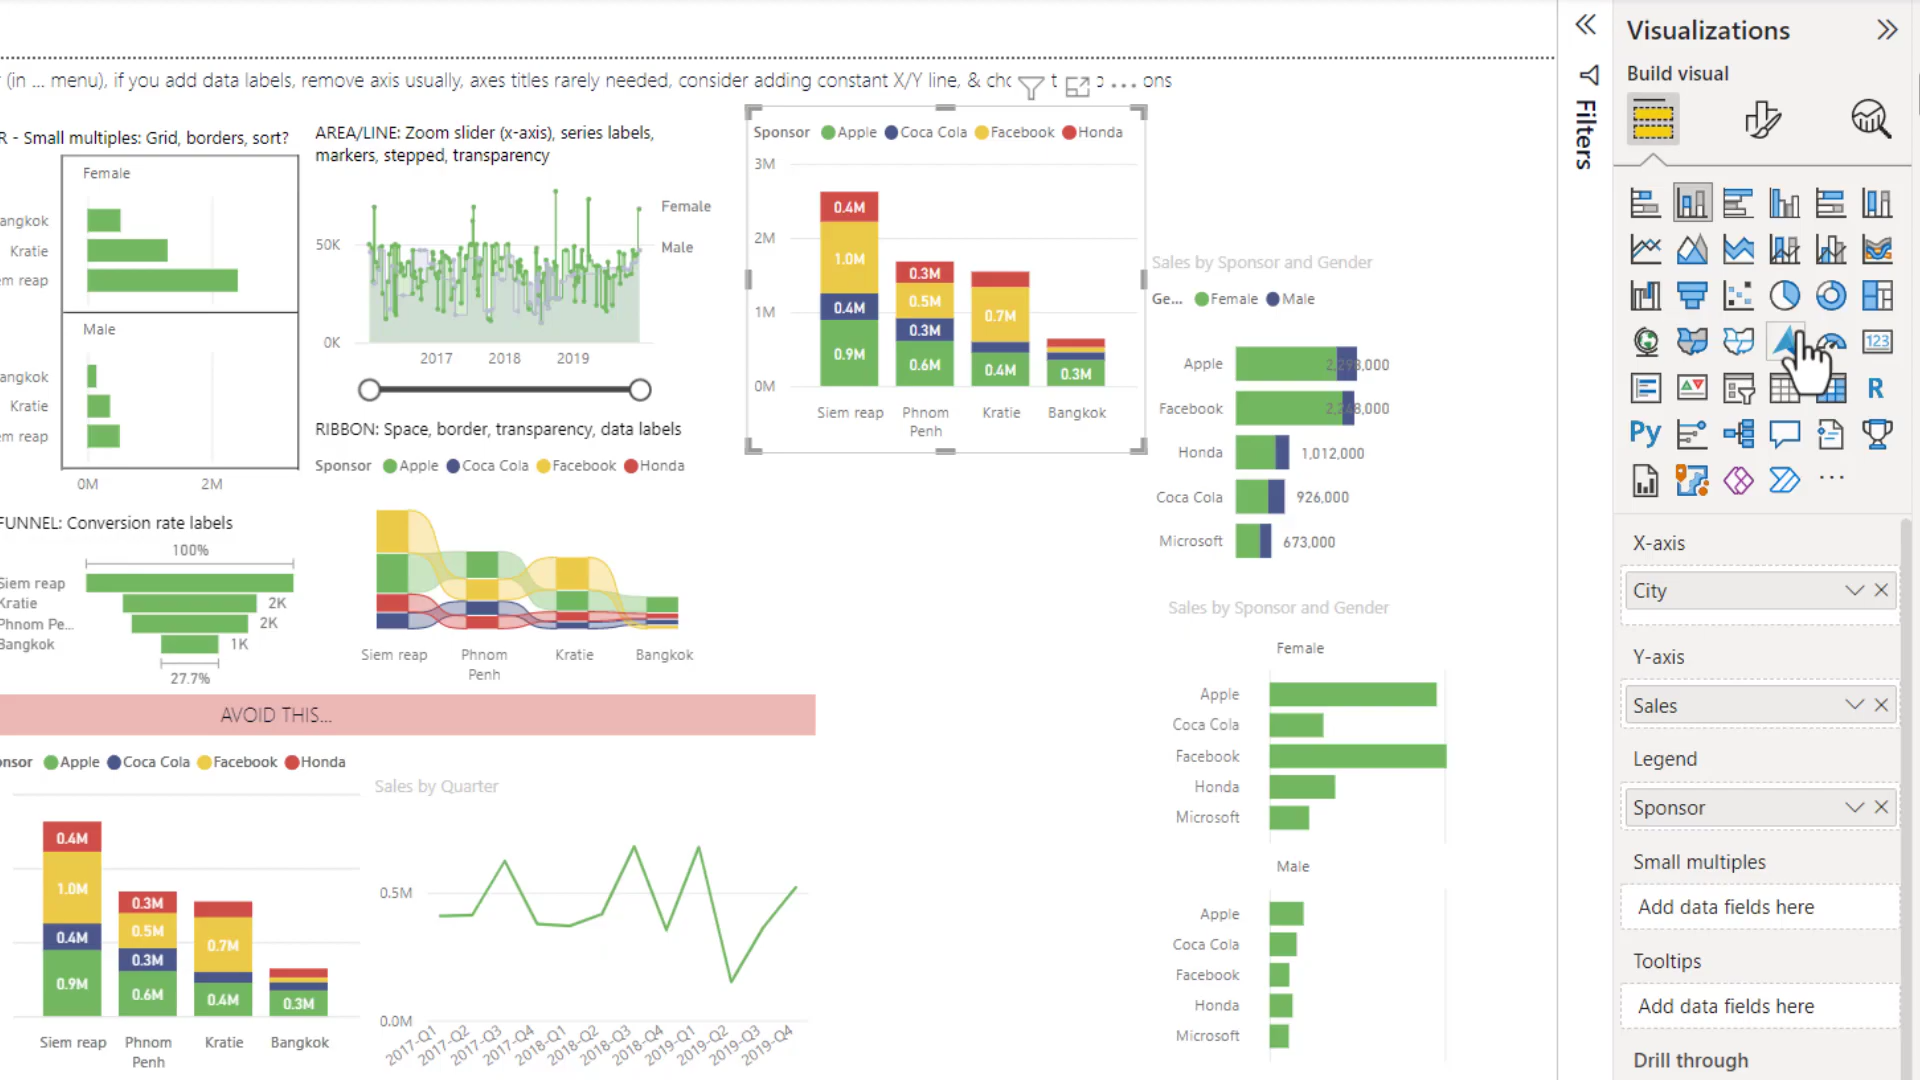 (in ... menu), if you add data labels, remove axis usually, axes titles rarely needed, consider adding constant X/Y line, & ons
R - Small multiples: Grid, borders, sort?
Female
angkok
Kratie
em reap
Male
angkok
Kratie
em reap
0M
2M
FUNNEL: Conversion rate labels
100%
Siem reap
Kratie
2K
Phnom Pe...
2K
Bangkok
1K
27.7%
AREA/LINE: Zoom slider (x-axis), series labels,
markers, stepped, transparency
Female
50K
Male
0K
2017
2018
2019
RIBBON: Space, border, transparency, data labels
Sponsor Apple Coca Cola Facebook Honda
Siem reap
Phnom
Penh
Kratie
Bangkok
Sponsor Apple Coca Cola Facebook Honda
3M
2M
1M
0M
0.4M
1.0M
0.4M
0.9M
0.3M
0.5M
0.3M
0.6M
0.7M
0.4M
0.3M
Siem reap
Phnom
Penh
Kratie
Bangkok
Sales by Sponsor and Gender
Ge... Female Male
Apple
Facebook
Honda 1,012,000
Coca Cola 926,000
Microsoft 673,000
Sales by Sponsor and Gender
Female
Apple
Coca Cola
Facebook
Honda
Microsoft
Male
Apple
Coca Cola
Facebook
Honda
Microsoft
AVOID THIS...
onsor Apple Coca Cola Facebook Honda
0.4M
1.0M
0.4M
0.9M
0.3M
0.5M
0.3M
0.6M
0.7M
0.4M
0.3M
Siem reap
Phnom
Penh
Kratie
Bangkok
Sales by Quarter
0.5M
0.0M
2017-Q1
2017-Q2
2017-Q3
2017-Q4
2018-Q1
2018-Q2
2018-Q3
2018-Q4
2019-Q1
2019-Q2
2019-Q3
2019-Q4
Filters
Visualizations
Build visual
123
R
Py
X-axis
City
Y-axis
Sales
Legend
Sponsor
Small multiples
Add data fields here
Tooltips
Add data fields here
Drill through